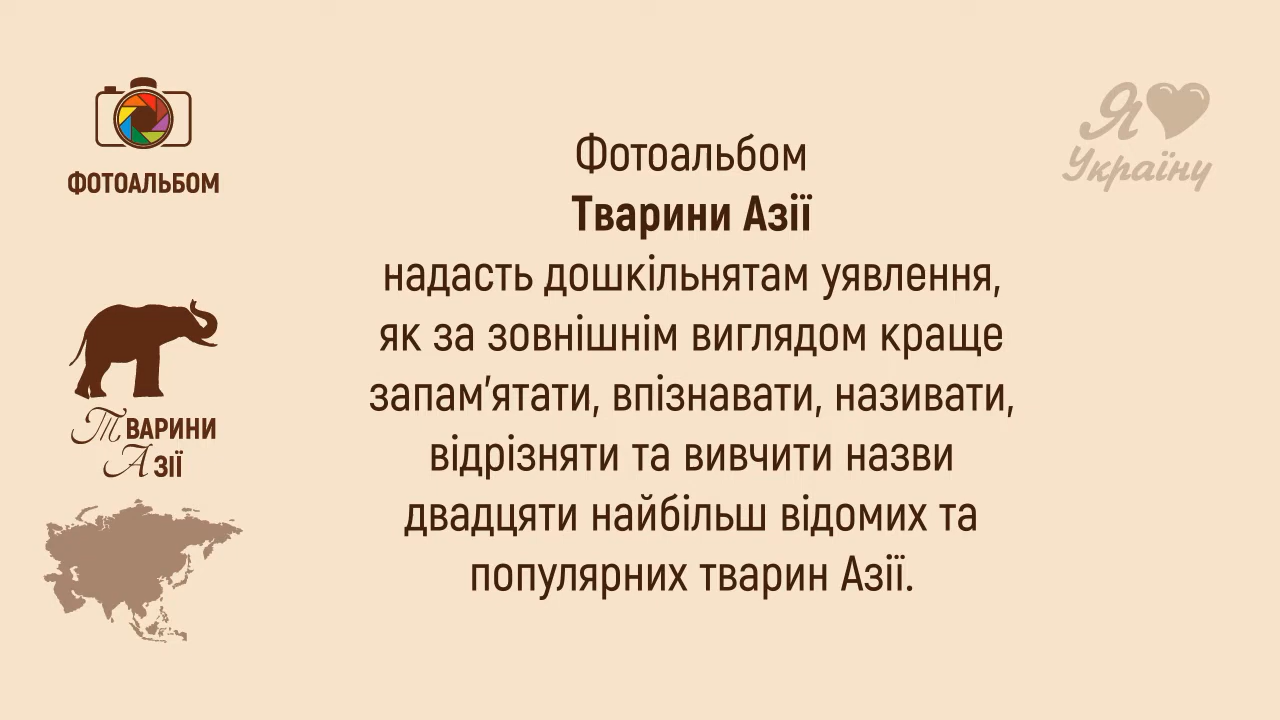 ФОТОАЛЬБОМ
Тварини
Азії
Фотоальбом
Тварини Азії
надасть дошкільнятам уявлення,
як за зовнішнім виглядом краще
запам’ятати, впізнавати, називати,
відрізняти та вивчити назви
двадцяти найбільш відомих та
популярних тварин Азії.
Я
Україну